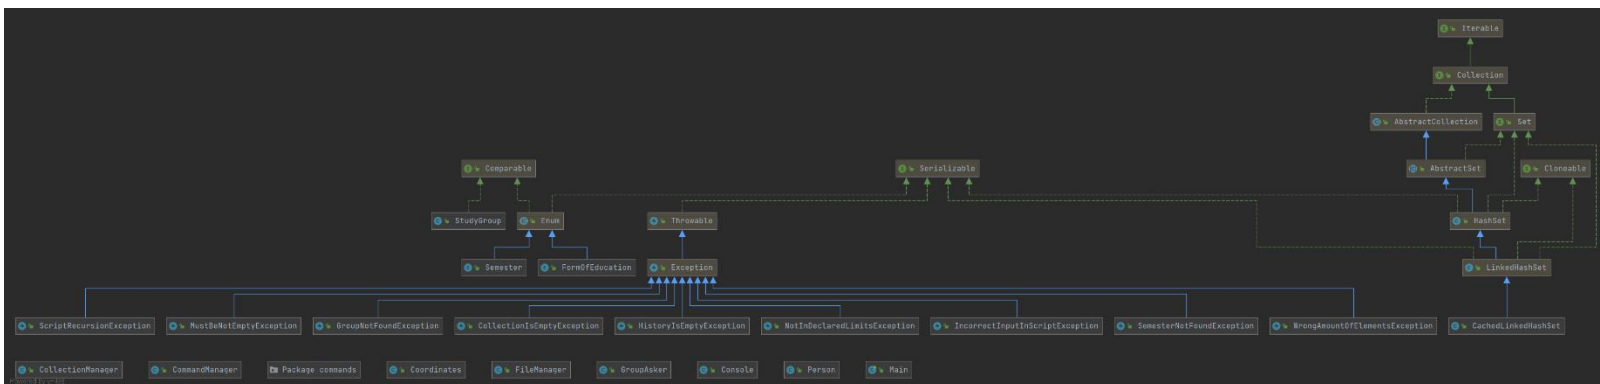 Iterable
Collection
AbstractCollection
Set
Comparable
Serializable
AbstractSet
Cloneable
StudyGroup
Enum
Throwable
HashSet
Semester
FormOfEducation
Exception
LinkedHashSet
ScriptRecursionException
MustBeNotEmptyException
GroupNotFoundException
CollectionIsEmptyException
HistoryIsEmptyException
NotInDeclaredLimitsException
IncorrectInputInScriptException
SemesterNotFoundException
WrongAmountOfElementsException
CachedLinkedHashSet
CollectionManager
CommandManager
Package commands
Coordinates
FileManager
GroupAsker
Console
Person
Main